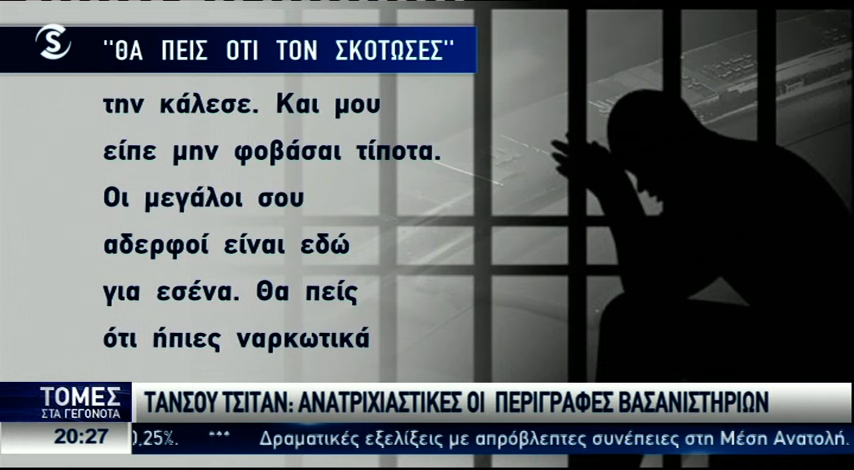 S
"ΘΑ ΠΕΙΣ ΟΤΙ ΤΟΝ ΣΚΟΤΩΣΕΣ"
την κάλεσε. Και μου
είπε μην φοβάσαι τίποτα.
Οι μεγάλοι σου
αδερφοί είναι εδώ
για εσένα. Θα πείς
ότι ήπιες ναρκωτικά
ΤΟΜΕΣ
ΣΤΑ ΓΕΓΟΝΟΤΑ
ΤΑΝΣΟΥ ΤΣΙΤΑΝ: ΑΝΑΤΡΙΧΙΑΣΤΙΚΕΣ ΟΙ ΠΕΡΙΓΡΑΦΕΣ ΒΑΣΑΝΙΣΤΗΡΙΩΝ
20:27
0,25%. *** Δραματικές εξελίξεις με απρόβλεπτες συνέπειες στη Μέση Ανατολή.